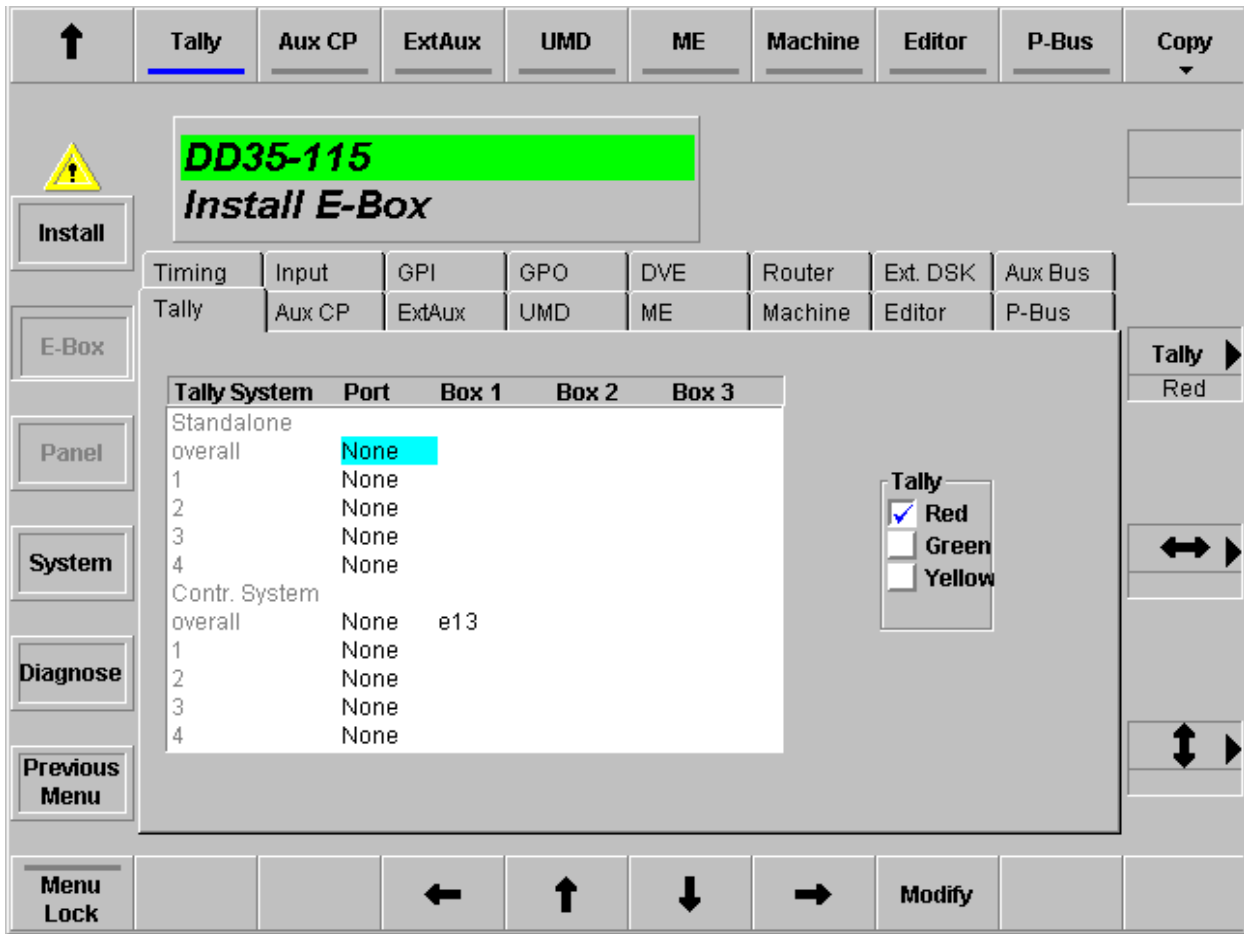 Tally Aux CP ExtAux UMD ME Machine Editor P-Bus Copy
DD35-115
Install E-Box
Install
E-Box
Panel
System
Diagnose
Previous
Menu
Timing Input GPI GPO DVE Router Ext. DSK Aux Bus
Tally Aux CP ExtAux UMD ME Machine Editor P-Bus
Tally System Port Box 1 Box 2 Box 3
Standalone
overall None
1 None
2 None
3 None
4 None
Contr. System
overall None e13
1 None
2 None
3 None
4 None
Tally
Red
Green
Yellow
Tally
Red
Menu
Lock
Modify